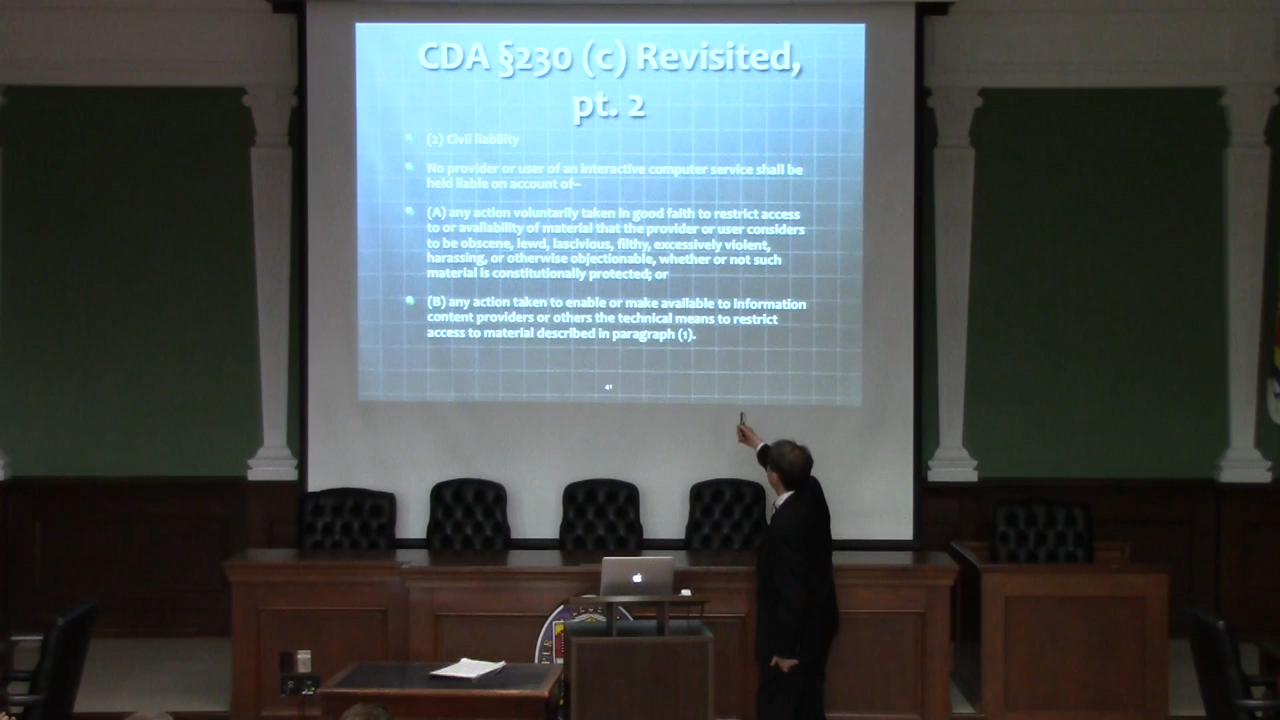 CDA §230 (c) Revisited,
pt. 2
(2) Civil liability
No provider or user of an interactive computer service shall be
held liable on account of–
(A) any action voluntarily taken in good faith to restrict access
to or availability of material that the provider or user considers
to be obscene, lewd, lascivious, filthy, excessively violent,
harassing, or otherwise objectionable, whether or not such
material is constitutionally protected; or
(B) any action taken to enable or make available to information
content providers or others the technical means to restrict
access to material described in paragraph (1).
41